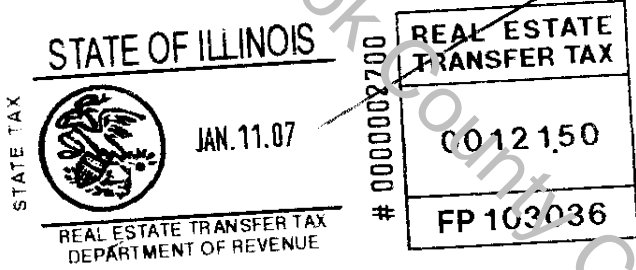 STATE OF ILLINOIS
STATE TAX
JAN.11.07
REAL ESTATE TRANSFER TAX
DEPARTMENT OF REVENUE
# 0000002700
REAL ESTATE
TRANSFER TAX
0012150
FP 103036
County